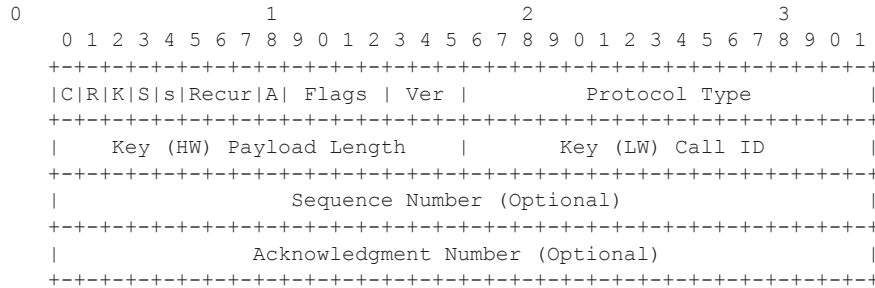 0                   1                   2                   3
    0 1 2 3 4 5 6 7 8 9 0 1 2 3 4 5 6 7 8 9 0 1 2 3 4 5 6 7 8 9 0 1
   +-+-+-+-+-+-+-+-+-+-+-+-+-+-+-+-+-+-+-+-+-+-+-+-+-+-+-+-+-+-+-+-+
   |C|R|K|S|s|Recur|A| Flags | Ver |         Protocol Type         |
   +-+-+-+-+-+-+-+-+-+-+-+-+-+-+-+-+-+-+-+-+-+-+-+-+-+-+-+-+-+-+-+-+
   |    Key (HW) Payload Length    |       Key (LW) Call ID        |
   +-+-+-+-+-+-+-+-+-+-+-+-+-+-+-+-+-+-+-+-+-+-+-+-+-+-+-+-+-+-+-+-+
   |                  Sequence Number (Optional)                   |
   +-+-+-+-+-+-+-+-+-+-+-+-+-+-+-+-+-+-+-+-+-+-+-+-+-+-+-+-+-+-+-+-+
   |               Acknowledgment Number (Optional)                |
   +-+-+-+-+-+-+-+-+-+-+-+-+-+-+-+-+-+-+-+-+-+-+-+-+-+-+-+-+-+-+-+-+